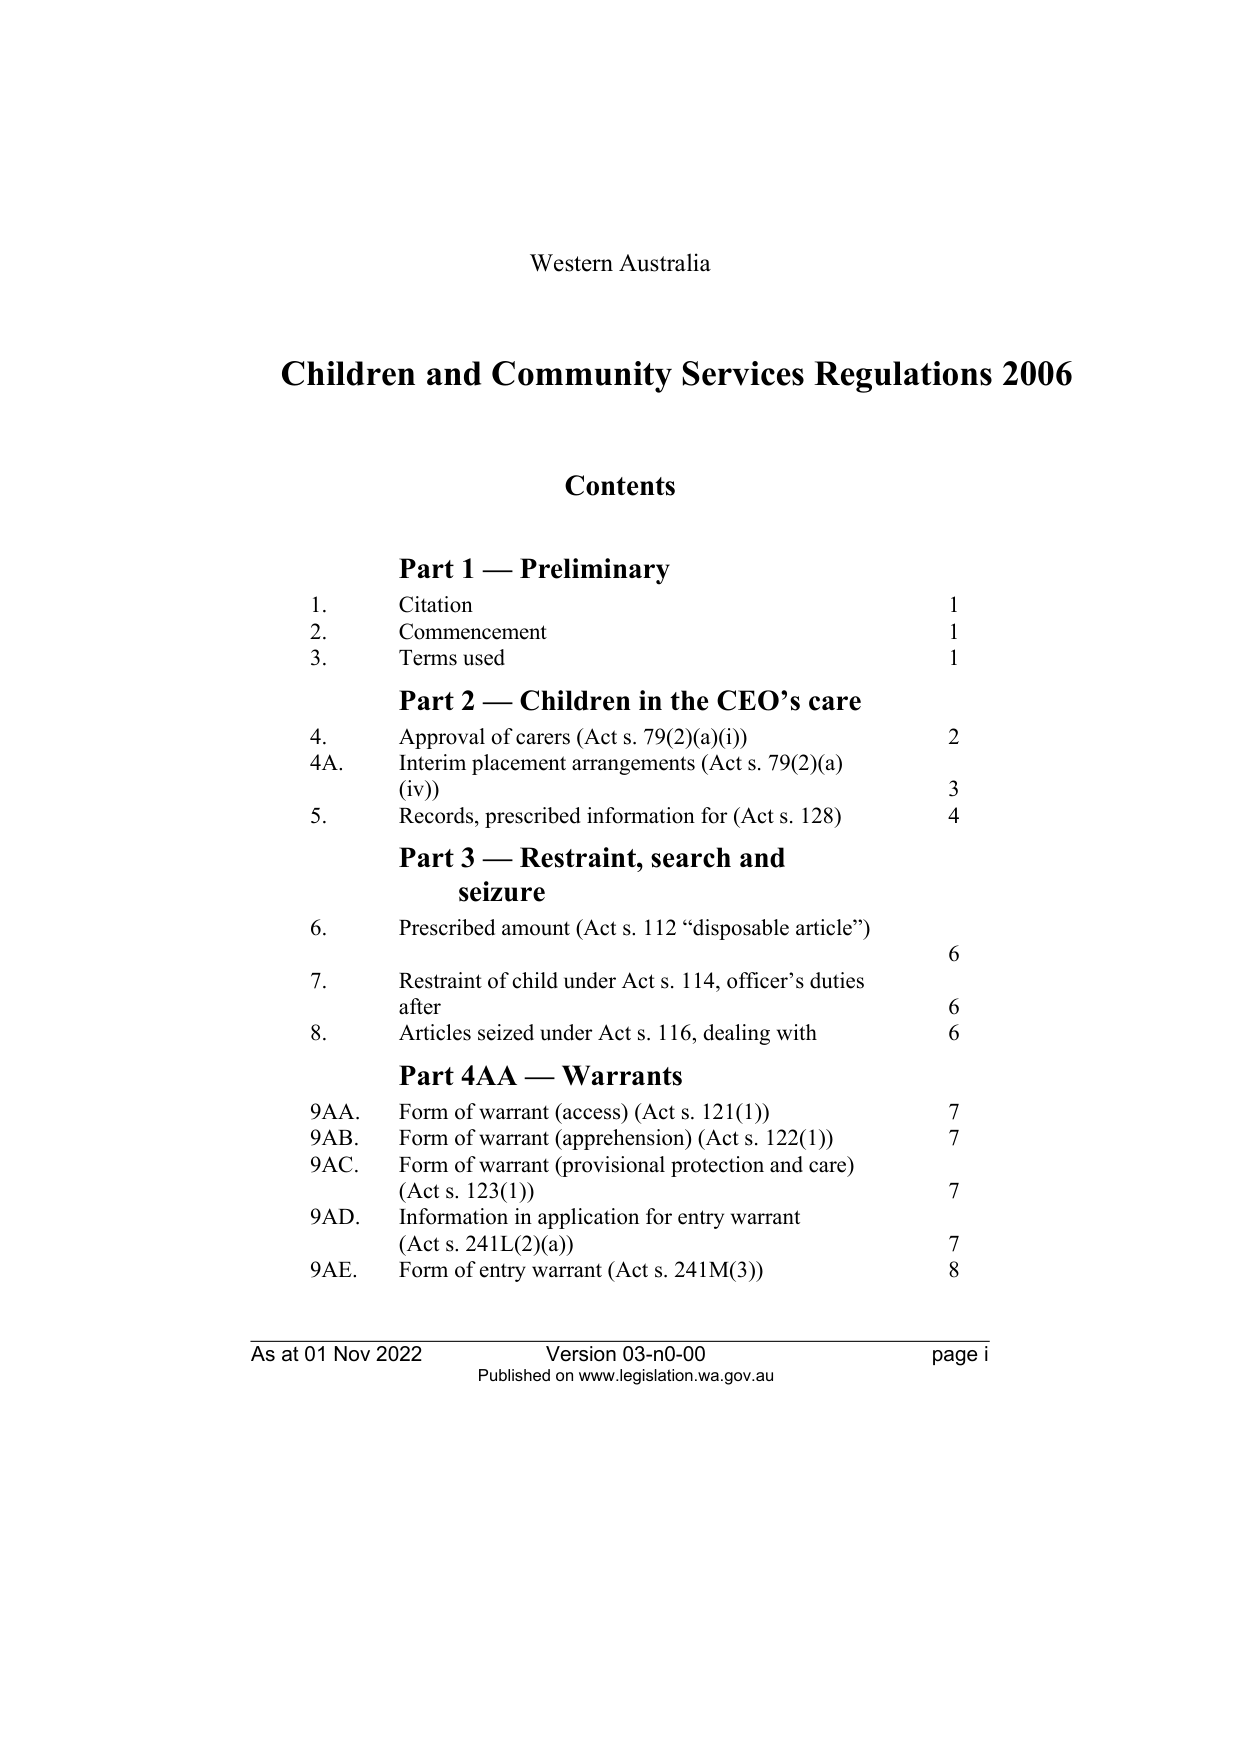 Western Australia
Children and Community Services Regulations 2006
Contents
Part 1 — Preliminary
1. Citation 1
2. Commencement 1
3. Terms used 1
Part 2 — Children in the CEO’s care
4. Approval of carers (Act s. 79(2)(a)(i)) 2
4A. Interim placement arrangements (Act s. 79(2)(a)
(iv)) 3
5. Records, prescribed information for (Act s. 128) 4
Part 3 — Restraint, search and
seizure
6. Prescribed amount (Act s. 112 “disposable article”)
6
7. Restraint of child under Act s. 114, officer’s duties
after 6
8. Articles seized under Act s. 116, dealing with 6
Part 4AA — Warrants
9AA. Form of warrant (access) (Act s. 121(1)) 7
9AB. Form of warrant (apprehension) (Act s. 122(1)) 7
9AC. Form of warrant (provisional protection and care)
(Act s. 123(1)) 7
9AD. Information in application for entry warrant
(Act s. 241L(2)(a)) 7
9AE. Form of entry warrant (Act s. 241M(3)) 8
As at 01 Nov 2022 Version 03-n0-00 page i
Published on www.legislation.wa.gov.au